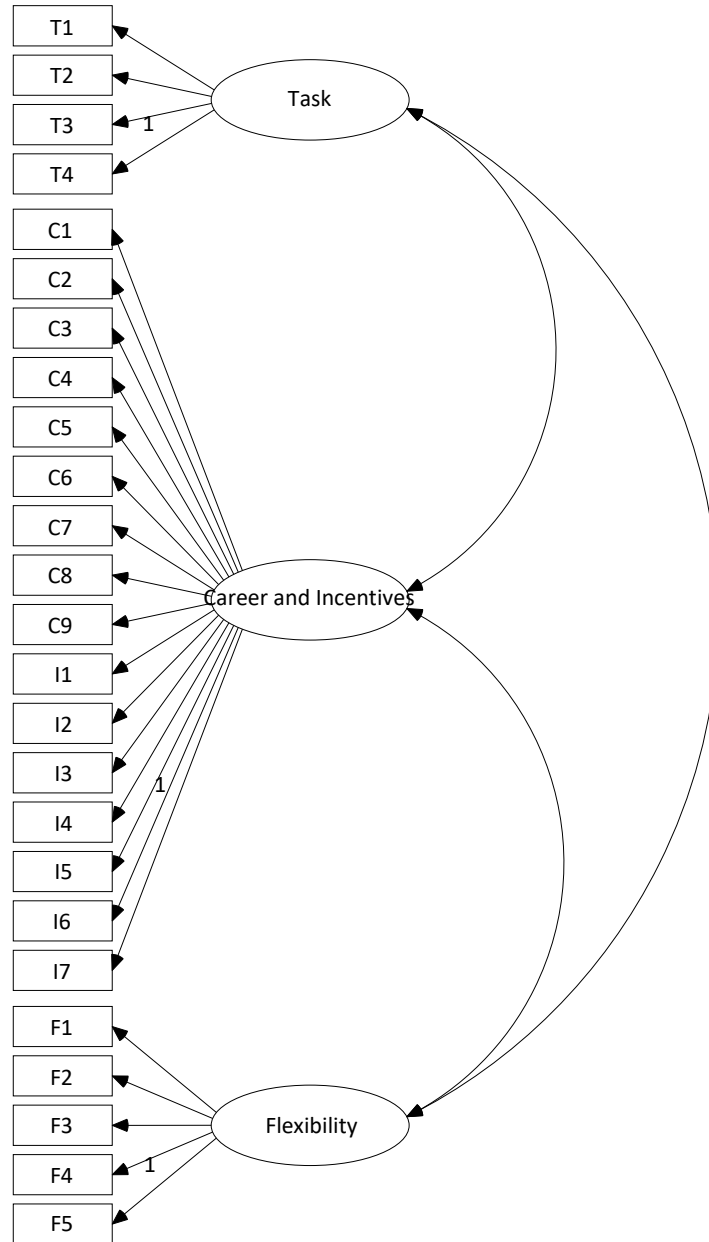 T1
T2
Task
T3
1
T4
C1
C2
C3
C4
C5
C6
C7
C8
Career and Incentives
C9
I1
I2
I3
1
I4
I5
I6
I7
F1
F2
F3
Flexibility
F4
1
F5